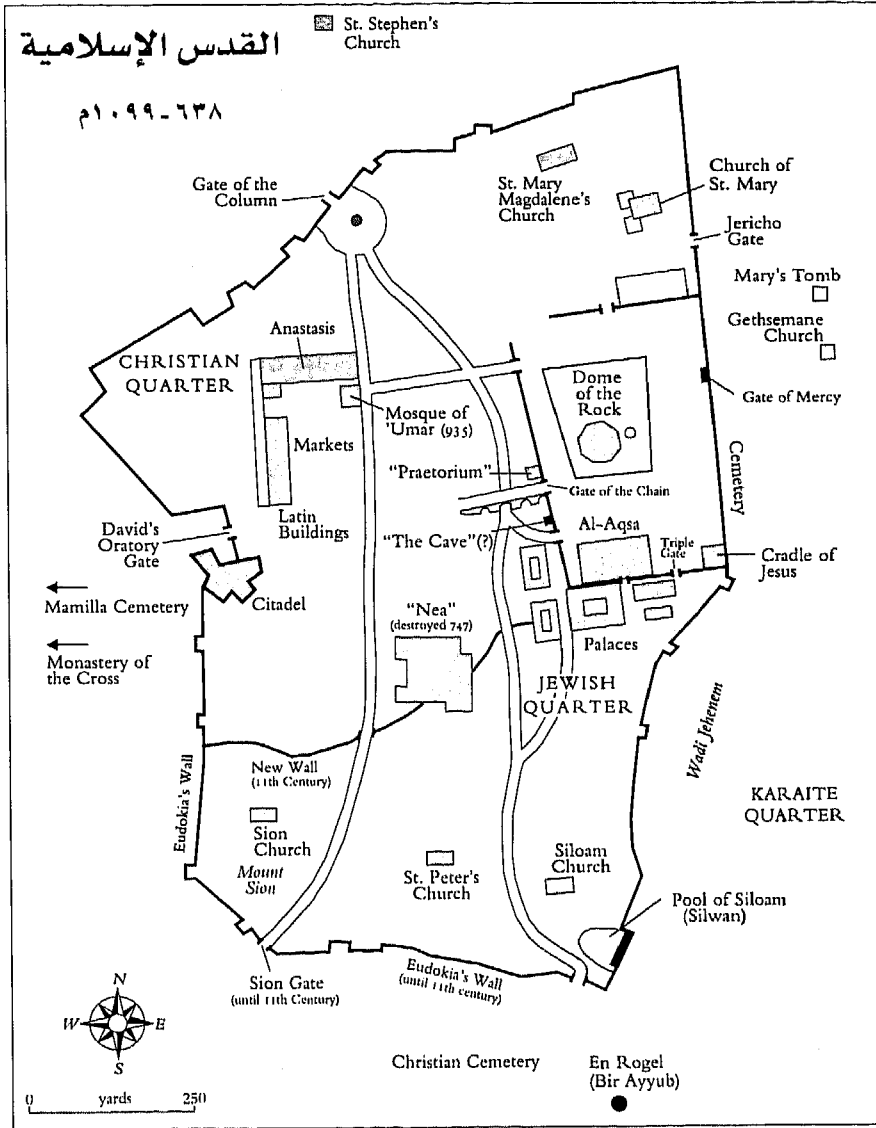 القدس الإسلامية
٦٣٨-١٠٩٩م
St. Stephen's
Church
Gate of the
Column
St. Mary
Magdalene's
Church
Church of
St. Mary
Jericho
Gate
Mary's Tomb
Gethsemane
Church
Anastasis
CHRISTIAN
QUARTER
Dome
of the
Rock
Gate of Mercy
Mosque of
'Umar (935)
Markets
Cemetery
"Praetorium"
Gate of the Chain
Latin
Buildings
David's
Oratory
Gate
"The Cave"(?)
Al-Aqsa
Triple
Gate
Cradle of
Jesus
Mamilla Cemetery
Citadel
"Nea"
(destroyed 747)
Monastery of
the Cross
Palaces
JEWISH
QUARTER
Wadi Jehenem
New Wall
(11th Century)
Eudokia's Wall
KARAITE
QUARTER
Sion
Church
Mount
Sion
St. Peter's
Church
Siloam
Church
Pool of Siloam
(Silwan)
Sion Gate
(until 11th Century)
Eudokia's Wall
(until 11th century)
N
W
E
S
Christian Cemetery
En Rogel
(Bir Ayyub)
0 yards 250